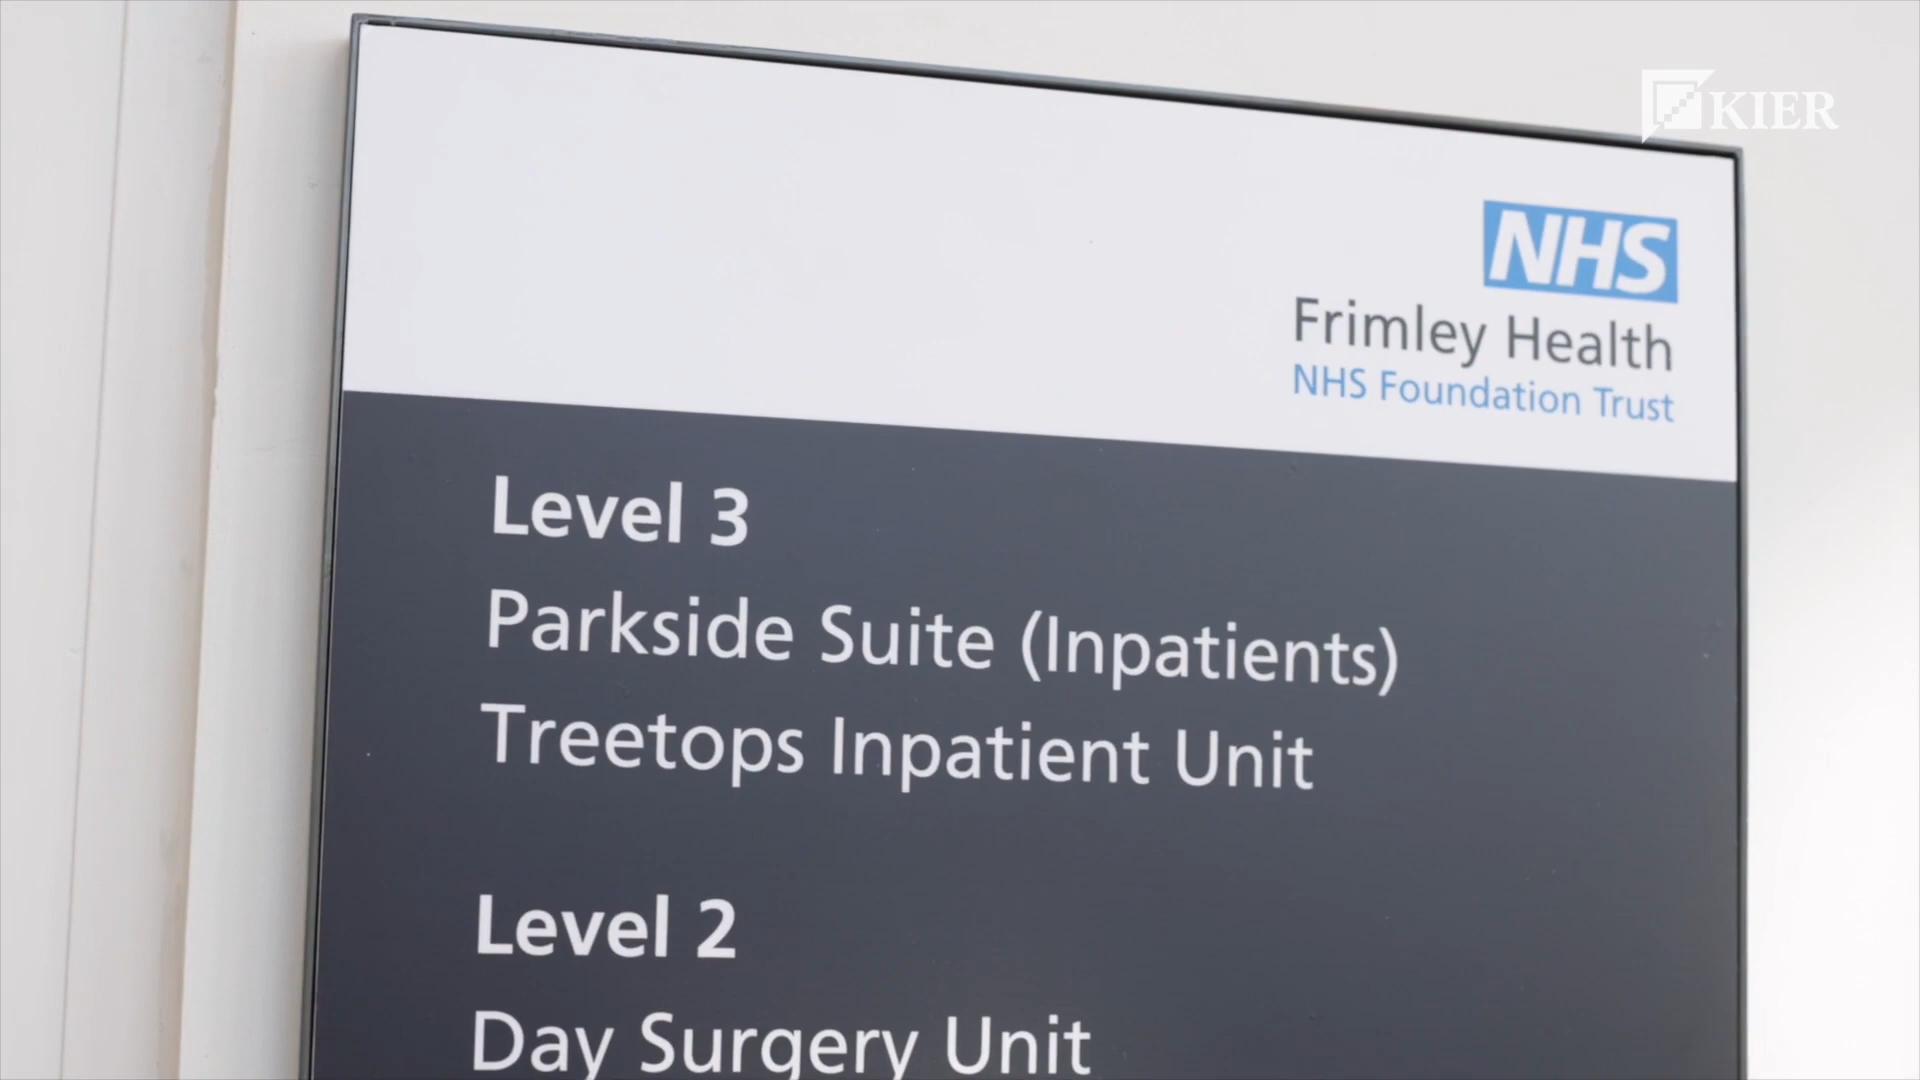 KIER
NHS
Frimley Health
NHS Foundation Trust
Level 3
Parkside Suite (Inpatients)
Treetops Inpatient Unit
Level 2
Day Surgery Unit